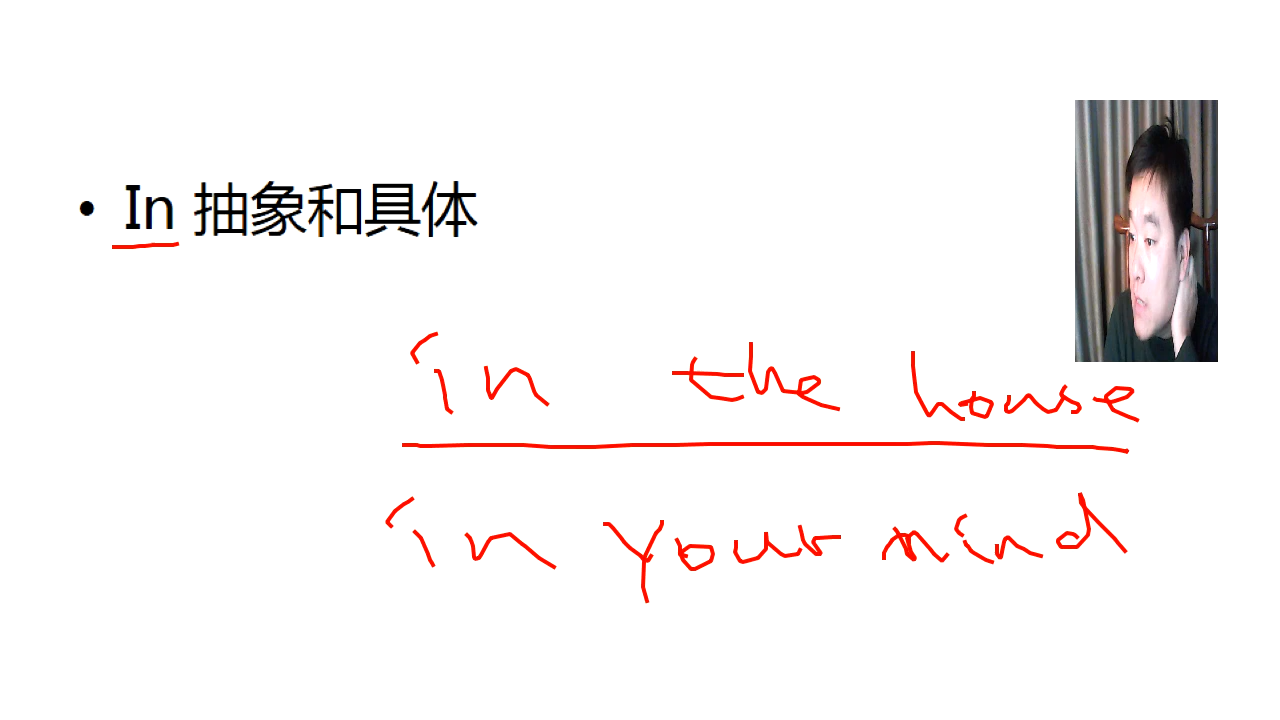 • In 抽象和具体
in the house
in your mind